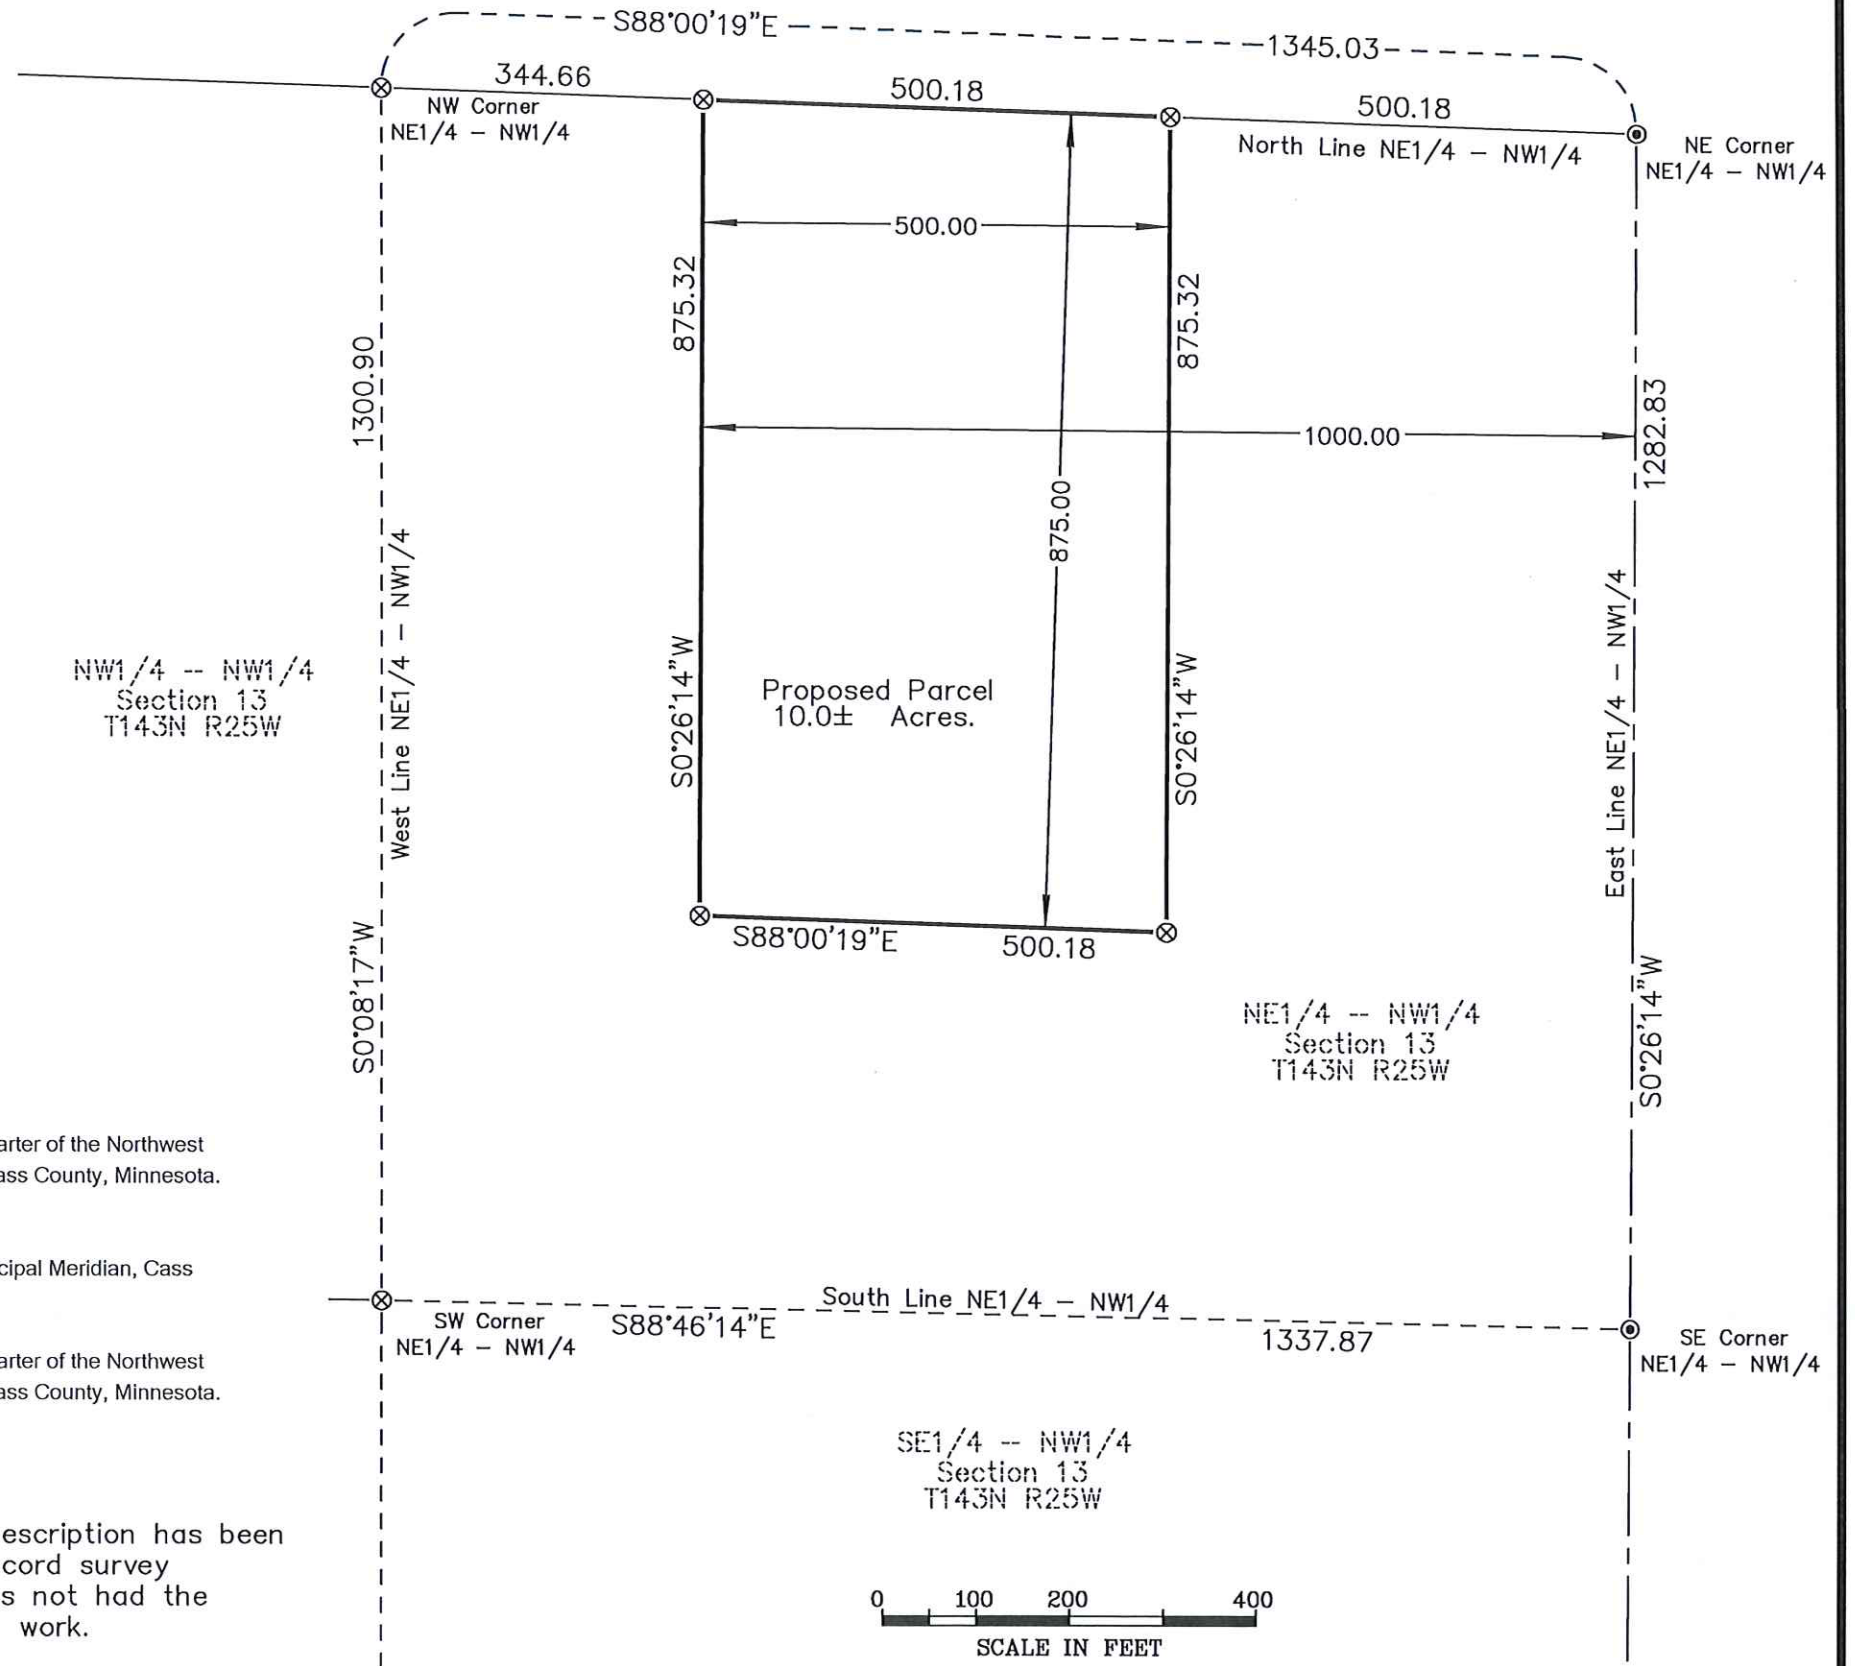 S88°00'19"E
1345.03
344.66
500.18
500.18
NW Corner
NE1/4 – NW1/4
North Line NE1/4 – NW1/4
NE Corner
NE1/4 – NW1/4
500.00
875.32
875.32
1300.90
1282.83
1000.00
875.00
West Line NE1/4 – NW1/4
East Line NE1/4 – NW1/4
NW1/4 -- NW1/4
Section 13
T143N R25W
S0°26'14"W
Proposed Parcel
10.0± Acres.
S0°26'14"W
S88°00'19"E
500.18
S0°08'17"W
S0°26'14"W
NE1/4 -- NW1/4
Section 13
T143N R25W
arter of the Northwest
ass County, Minnesota.
cipal Meridian, Cass
South Line NE1/4 – NW1/4
SW Corner
NE1/4 – NW1/4
S88°46'14"E
1337.87
SE Corner
NE1/4 – NW1/4
arter of the Northwest
ass County, Minnesota.
SE1/4 -- NW1/4
Section 13
T143N R25W
escription has been
cord survey
s not had the
work.
0 100 200 400
SCALE IN FEET